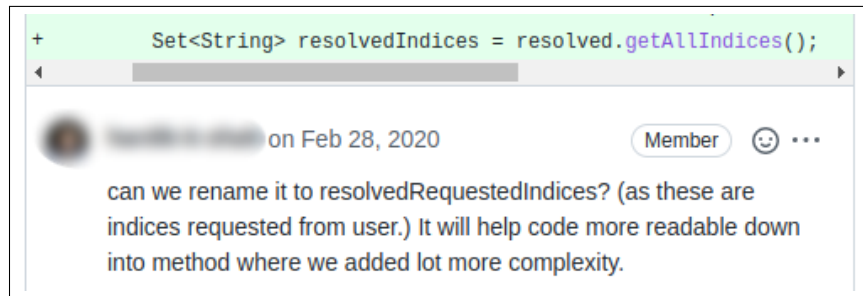 + Set<String> resolvedIndices = resolved.getAllIndices();
on Feb 28, 2020 Member
can we rename it to resolvedRequestedIndices? (as these are
indices requested from user.) It will help code more readable down
into method where we added lot more complexity.